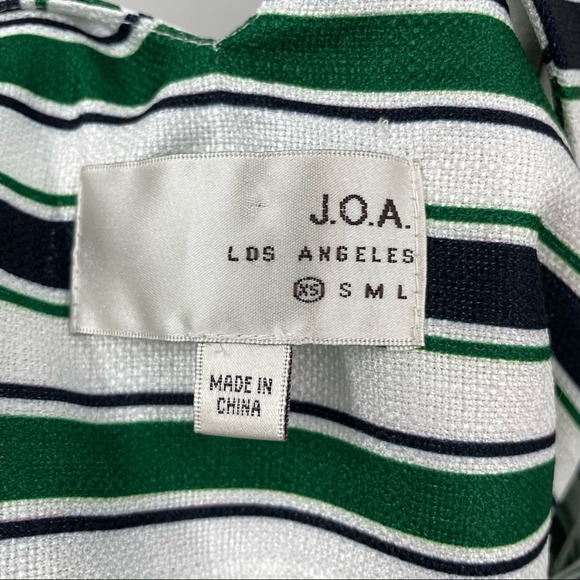 J.O.A.
LOS ANGELES
XS S M L
MADE IN
CHINA